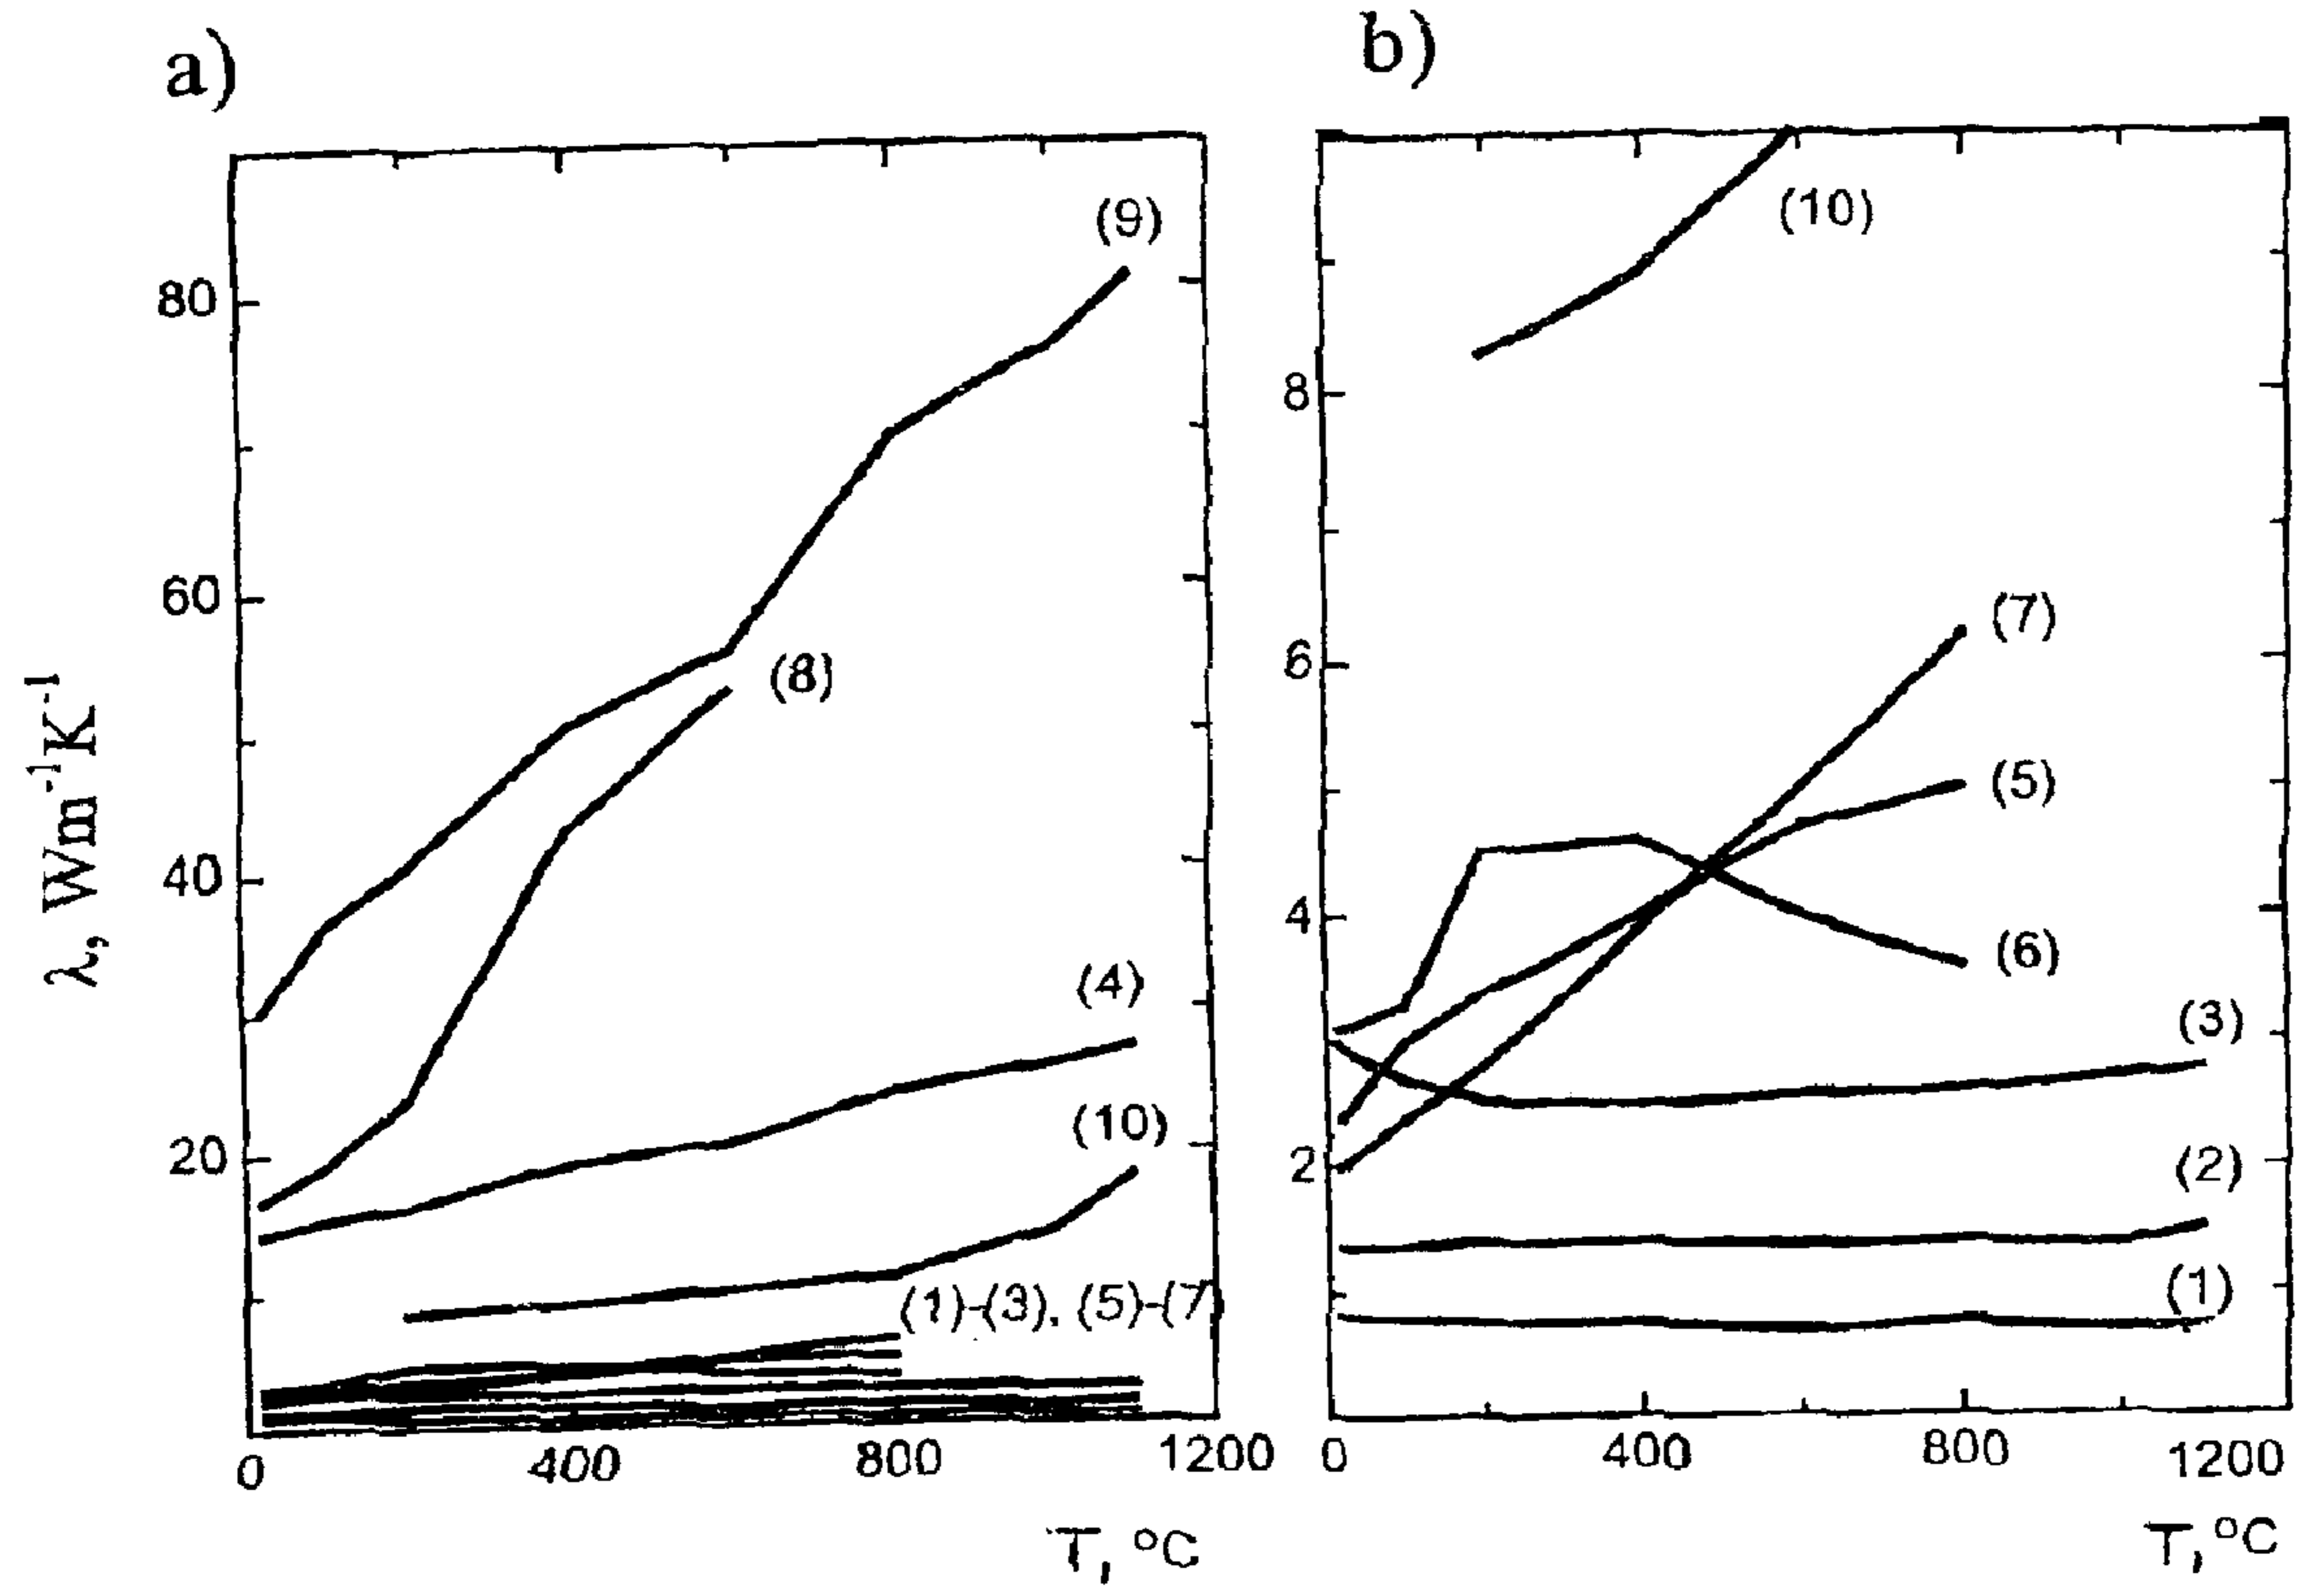 a)
λ, Wm⁻¹K⁻¹
80
60
40
20
(9)
(8)
(4)
(10)
(1)-(3), (5)-(7)
0 400 800 1200
T, °C
b)
8
6
4
2
(10)
(7)
(5)
(6)
(3)
(2)
(1)
0 400 800 1200
T, °C